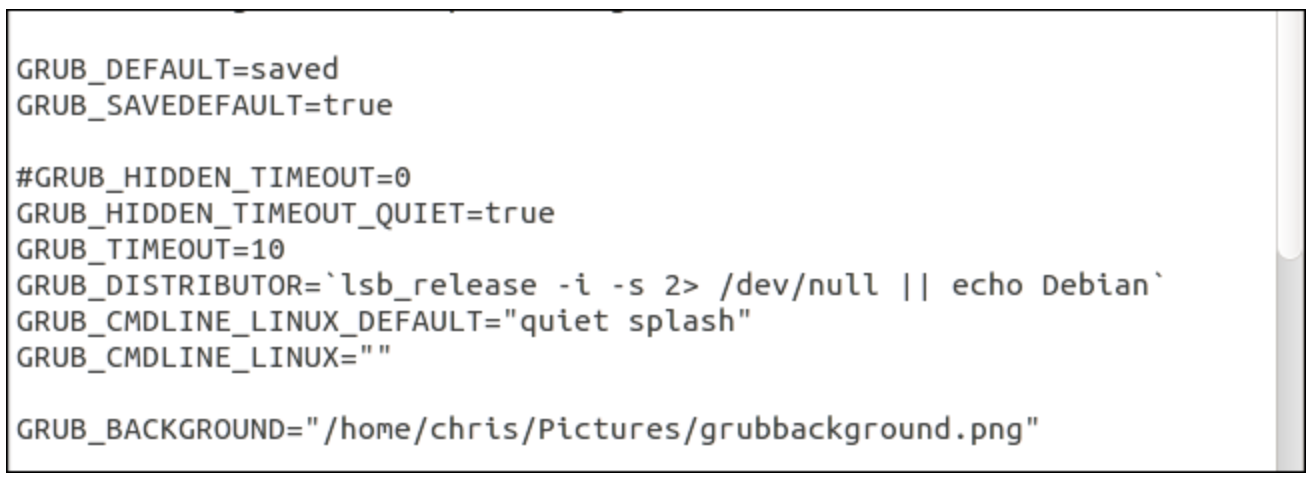 GRUB_DEFAULT=saved
GRUB_SAVEDEFAULT=true
#GRUB_HIDDEN_TIMEOUT=0
GRUB_HIDDEN_TIMEOUT_QUIET=true
GRUB_TIMEOUT=10
GRUB_DISTRIBUTOR=`lsb_release -i -s 2> /dev/null || echo Debian`
GRUB_CMDLINE_LINUX_DEFAULT="quiet splash"
GRUB_CMDLINE_LINUX=""
GRUB_BACKGROUND="/home/chris/Pictures/grubbackground.png"